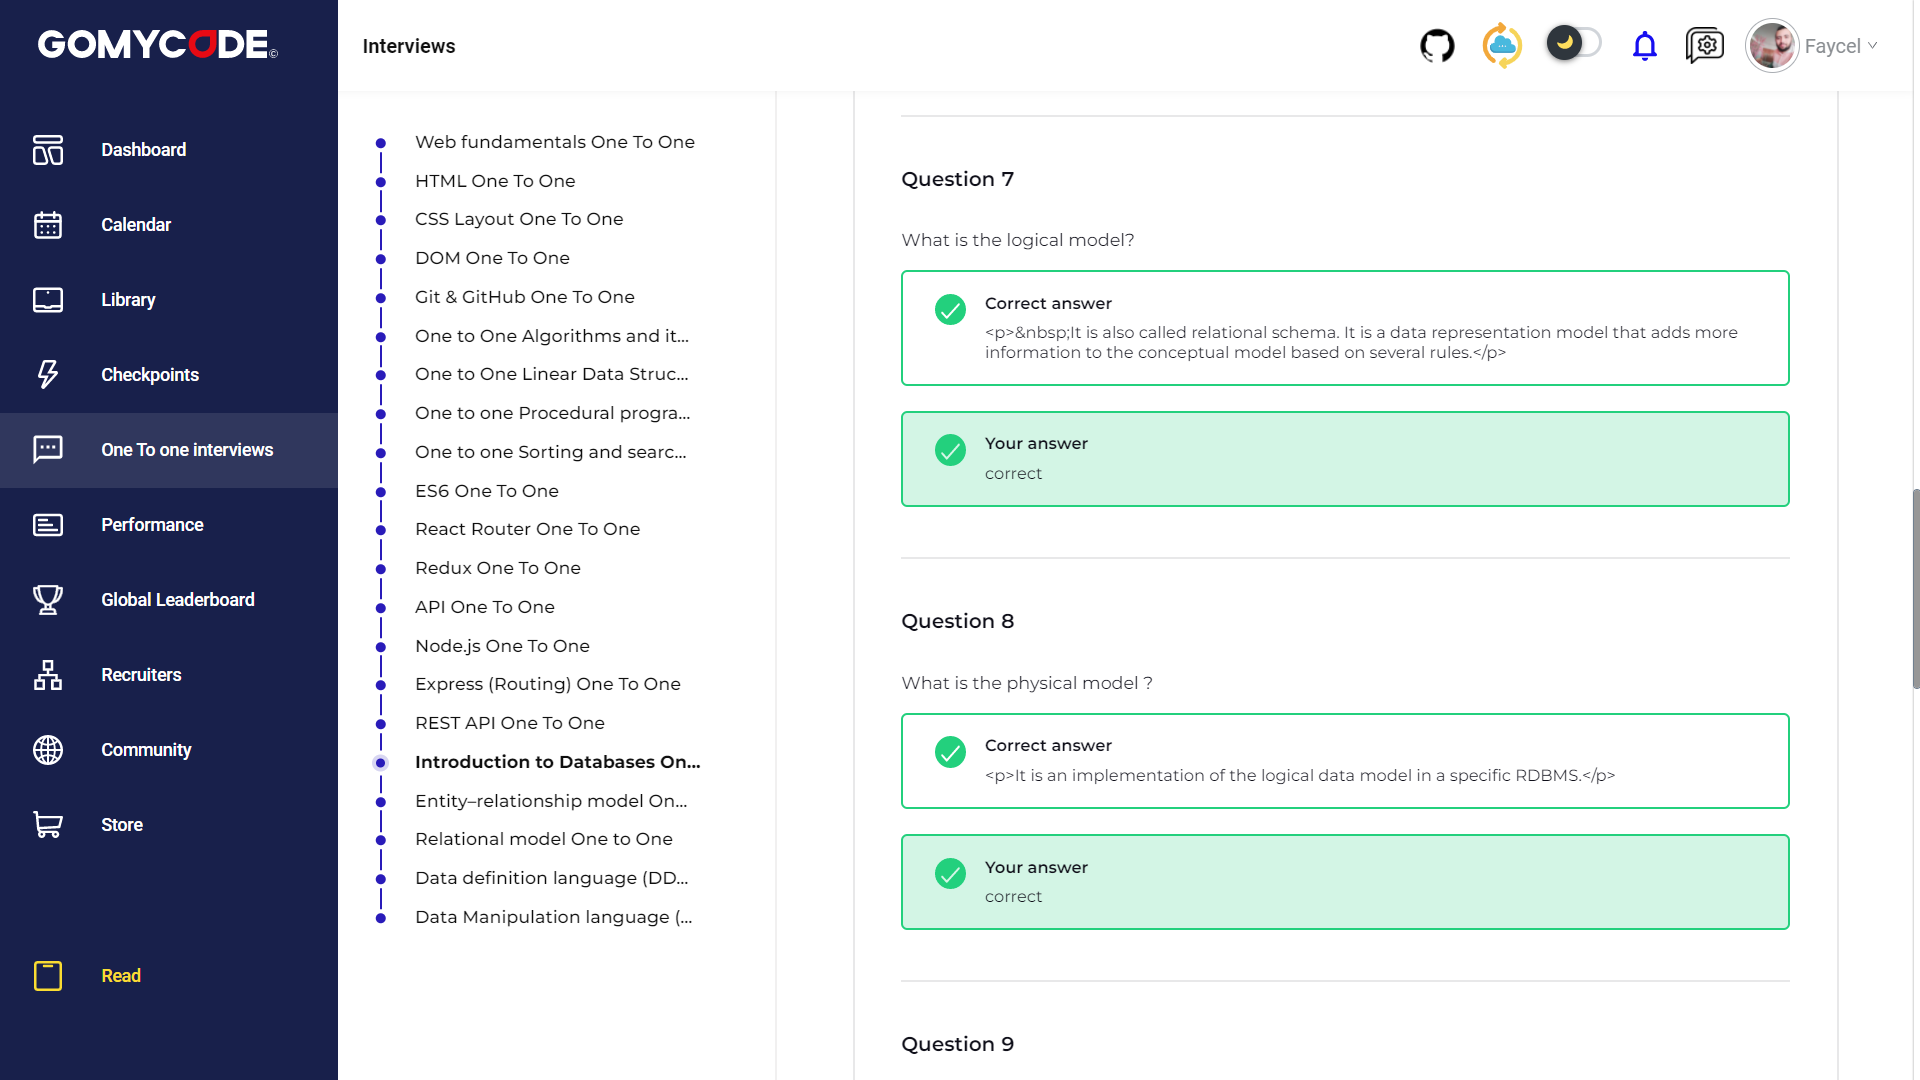 GOMYCODE©
Dashboard
Calendar
Library
Checkpoints
One To one interviews
Performance
Global Leaderboard
Recruiters
Community
Store
Read
Interviews
Faycel
Web fundamentals One To One
HTML One To One
CSS Layout One To One
DOM One To One
Git & GitHub One To One
One to One Algorithms and it...
One to One Linear Data Struc...
One to one Procedural progra...
One to one Sorting and searc...
ES6 One To One
React Router One To One
Redux One To One
API One To One
Node.js One To One
Express (Routing) One To One
REST API One To One
Introduction to Databases On...
Entity–relationship model On...
Relational model One to One
Data definition language (DD...
Data Manipulation language (...
Question 7
What is the logical model?
Correct answer
<p>&nbsp;It is also called relational schema. It is a data representation model that adds more
information to the conceptual model based on several rules.</p>
Your answer
correct
Question 8
What is the physical model ?
Correct answer
<p>It is an implementation of the logical data model in a specific RDBMS.</p>
Your answer
correct
Question 9